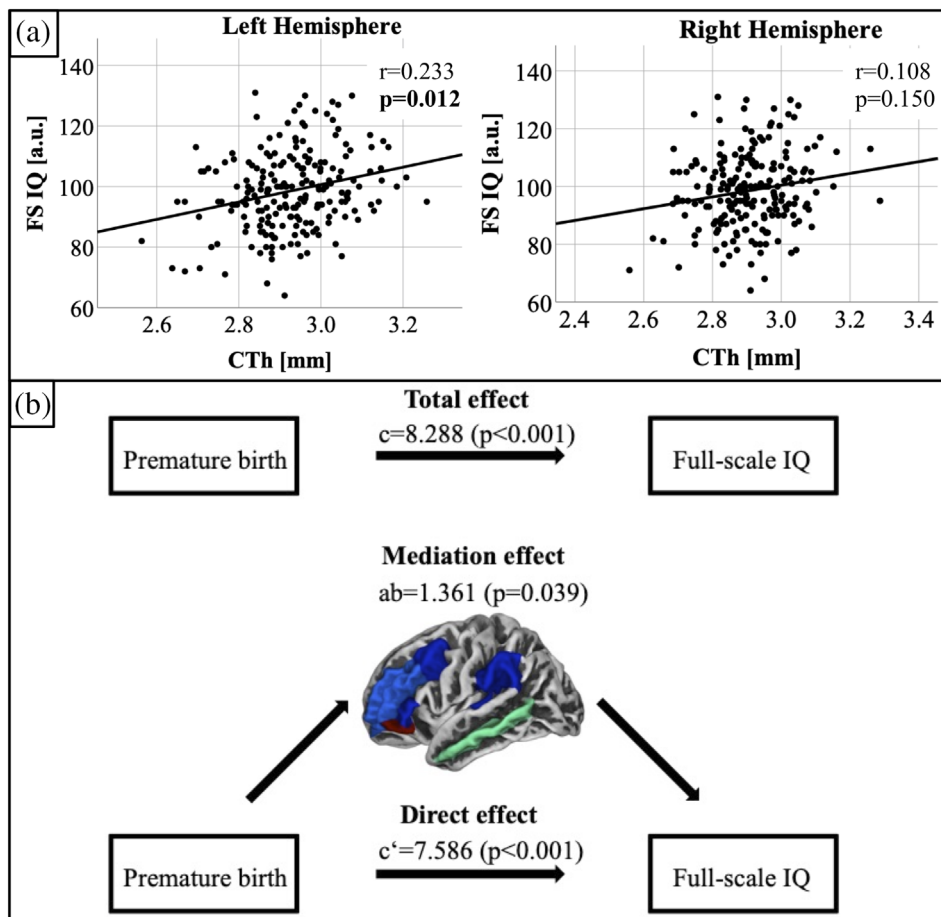 (a)
Left Hemisphere
r=0.233
p=0.012
FS IQ [a.u.]
140
120
100
80
60
2.6
2.8
3.0
3.2
CTh [mm]
Right Hemisphere
r=0.108
p=0.150
FS IQ [a.u.]
140
120
100
80
60
2.4
2.6
2.8
3.0
3.2
3.4
CTh [mm]
(b)
Total effect
c=8.288 (p<0.001)
Premature birth
Full-scale IQ
Mediation effect
ab=1.361 (p=0.039)
Direct effect
c‘=7.586 (p<0.001)
Premature birth
Full-scale IQ